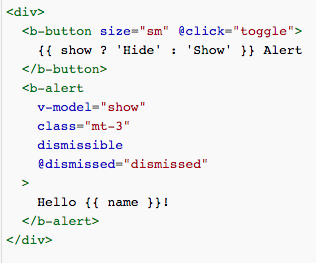 <div>
  <b-button size="sm" @click="toggle">
    {{ show ? 'Hide' : 'Show' }} Alert
  </b-button>
  <b-alert
    v-model="show"
    class="mt-3"
    dismissible
    @dismissed="dismissed"
  >
    Hello {{ name }}!
  </b-alert>
</div>